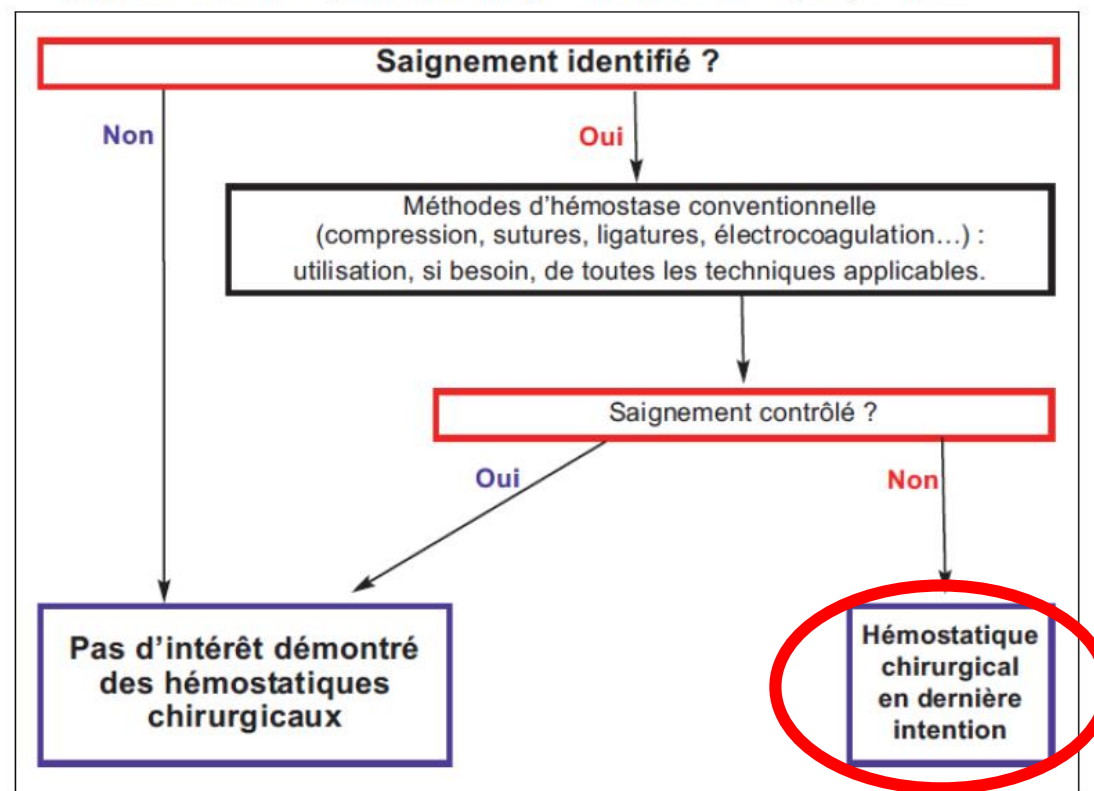 Saignement identifié ?
Non
Oui
Méthodes d'hémostase conventionnelle
(compression, sutures, ligatures, électrocoagulation…) :
utilisation, si besoin, de toutes les techniques applicables.
Saignement contrôlé ?
Oui
Non
Pas d'intérêt démontré
des hémostatiques
chirurgicaux
Hémostatique
chirurgical
en dernière
intention